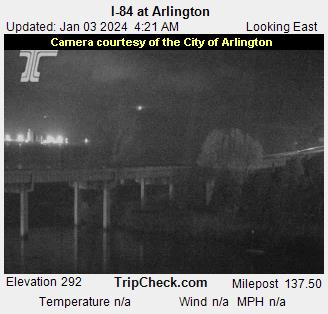 I-84 at Arlington
Updated: Jan 03 2024 4:21 AM Looking East
Camera courtesy of the City of Arlington
Elevation 292 TripCheck.com Milepost 137.50
Temperature n/a Wind n/a MPH n/a